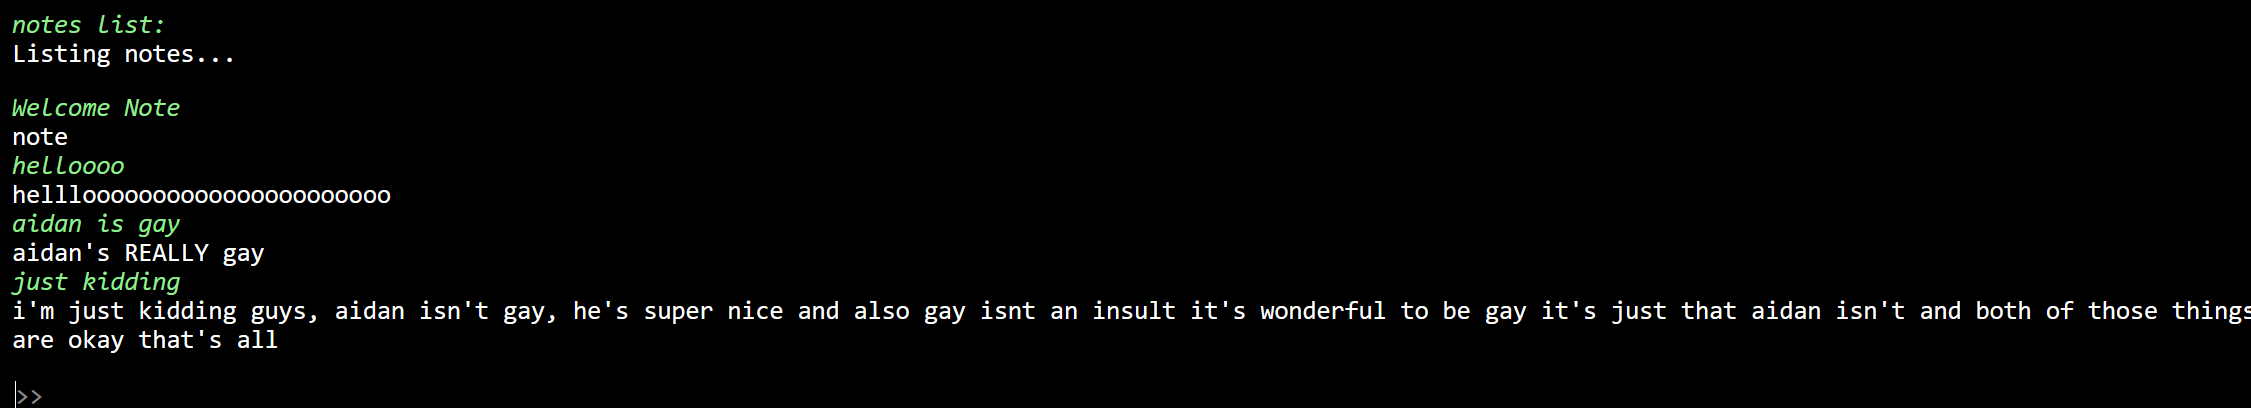 notes list:
Listing notes...
Welcome Note
note
helloooo
hellloooooooooooooooooooooo
aidan is gay
aidan's REALLY gay
just kidding
i'm just kidding guys, aidan isn't gay, he's super nice and also gay isnt an insult it's wonderful to be gay it's just that aidan isn't and both of those things
are okay that's all
>>